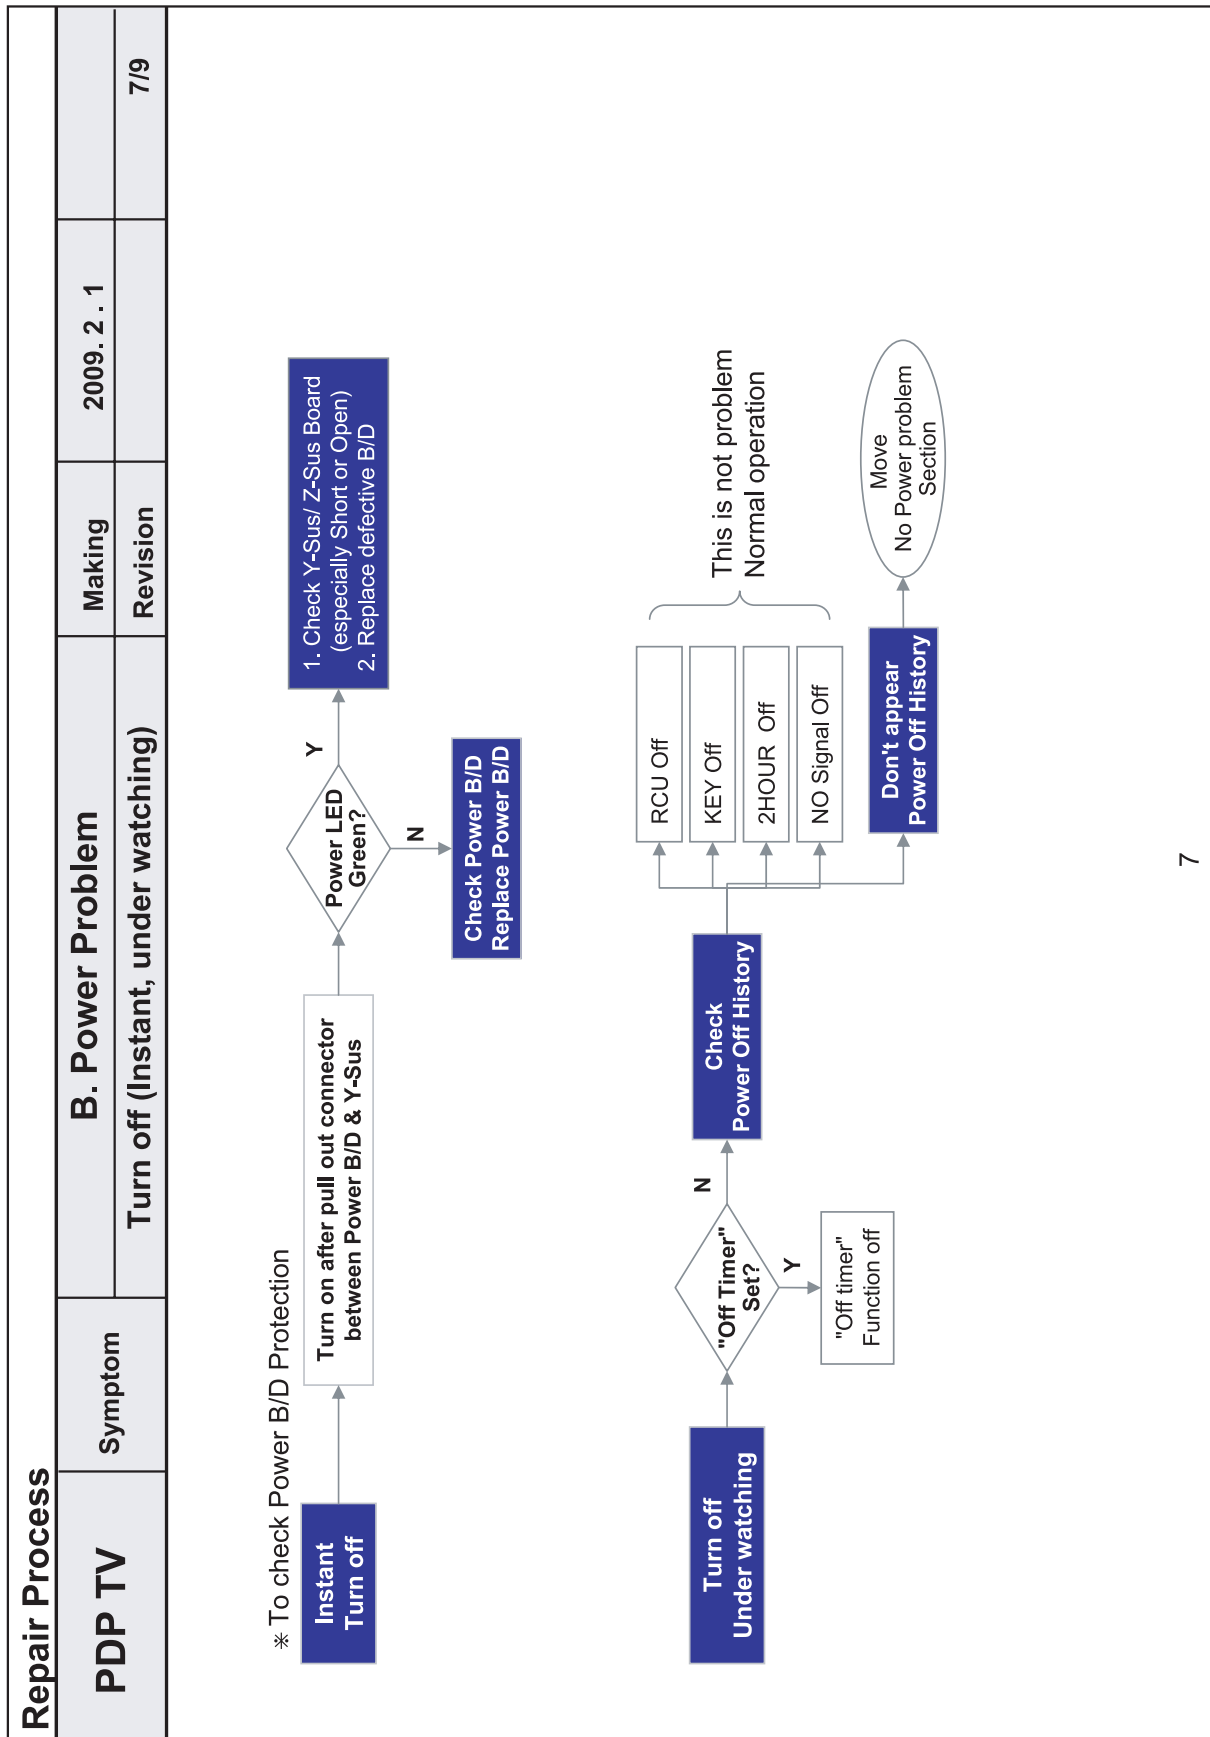 Repair Process
PDP TV
Symptom
B. Power Problem
Making
2009. 2 . 1
Turn off (Instant, under watching)
Revision
7/9
※ To check Power B/D Protection
Instant
Turn off
Turn on after pull out connector
between Power B/D & Y-Sus
Power LED
Green?
Y
1. Check Y-Sus/ Z-Sus Board
(especially Short or Open)
2. Replace defective B/D
N
Check Power B/D
Replace Power B/D
Turn off
Under watching
"Off Timer"
Set?
Y
"Off timer"
Function off
N
Check
Power Off History
RCU Off
KEY Off
2HOUR Off
NO Signal Off
This is not problem
Normal operation
Don't appear
Power Off History
Move
No Power problem
Section
7